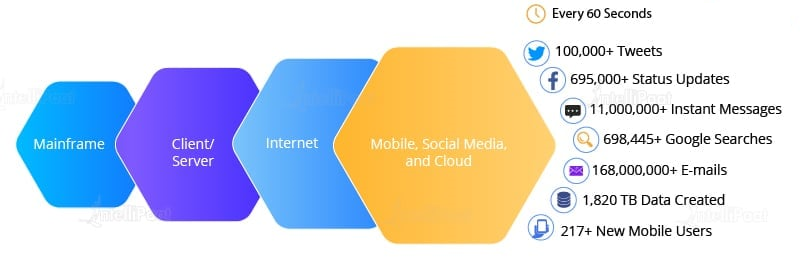 Every 60 Seconds
100,000+ Tweets
695,000+ Status Updates
11,000,000+ Instant Messages
698,445+ Google Searches
168,000,000+ E-mails
1,820 TB Data Created
217+ New Mobile Users
Mainframe
Client/
Server
Internet
Mobile, Social Media,
and Cloud